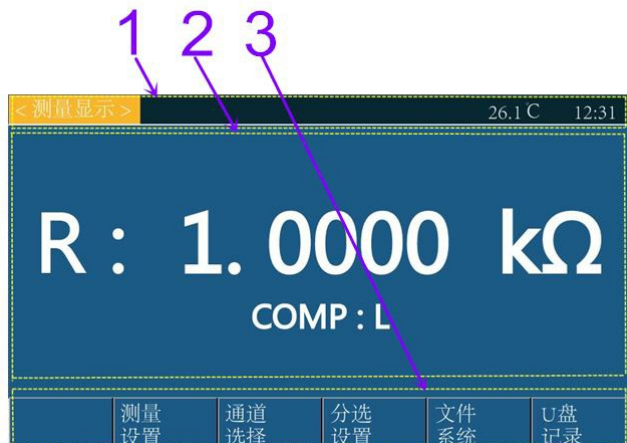 1 2 3
<测量显示> 26.1℃ 12:31
R: 1.0000 kΩ
COMP:L
测量 通道 分选 文件 U盘
设置 选择 设置 系统 记录